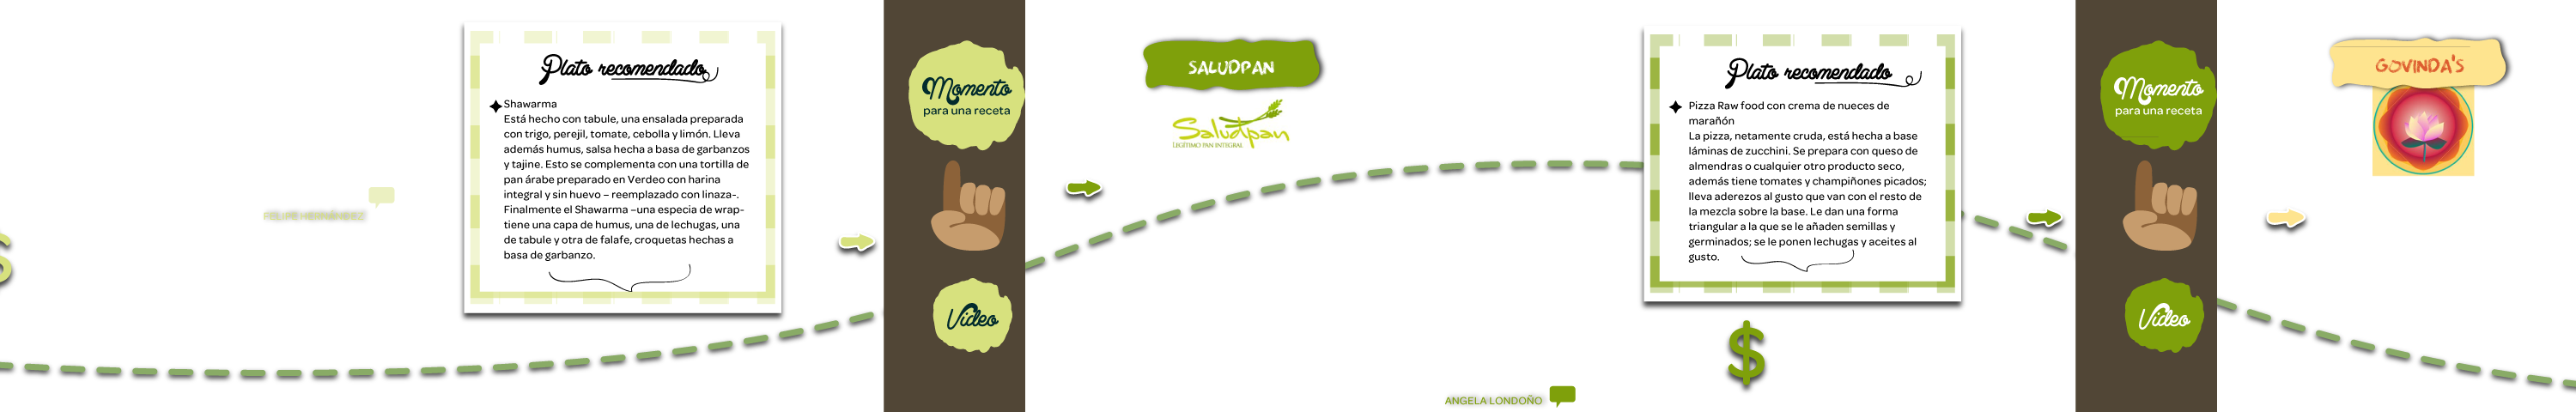 $
FELIPE HERNÁNDEZ
Plato recomendado
Shawarma
Está hecho con tabule, una ensalada preparada
con trigo, perejil, tomate, cebolla y limón. Lleva
además humus, salsa hecha a basa de garbanzos
y tajine. Esto se complementa con una tortilla de
pan árabe preparado en Verdeo con harina
integral y sin huevo – reemplazado con linaza-.
Finalmente el Shawarma –una especia de wrap-
tiene una capa de humus, una de lechugas, una
de tabule y otra de falafe, croquetas hechas a
basa de garbanzo.
Momento
para una receta
Video
SALUDPAN
Saludpan
LEGÍTIMO PAN INTEGRAL
ANGELA LONDOÑO
Plato recomendado
Pizza Raw food con crema de nueces de
marañón
La pizza, netamente cruda, está hecha a base
láminas de zucchini. Se prepara con queso de
almendras o cualquier otro producto seco,
además tiene tomates y champiñones picados;
lleva aderezos al gusto que van con el resto de
la mezcla sobre la base. Le dan una forma
triangular a la que se le añaden semillas y
germinados; se le ponen lechugas y aceites al
gusto.
$
Momento
para una receta
Video
GOVINDA'S